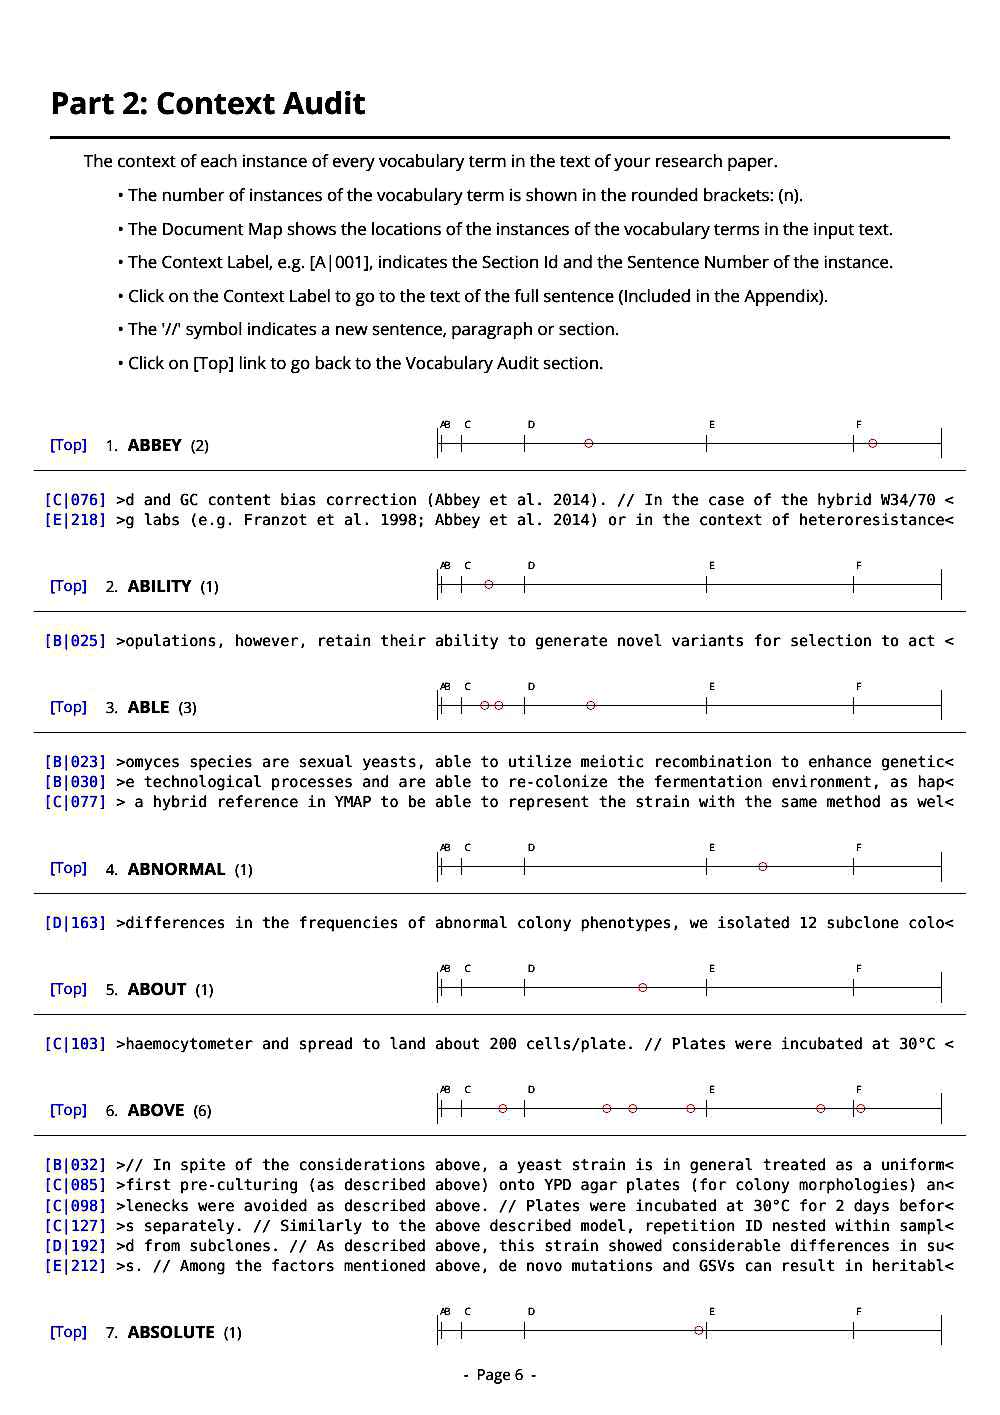 Part 2: Context Audit
The context of each instance of every vocabulary term in the text of your research paper.
• The number of instances of the vocabulary term is shown in the rounded brackets: (n).
• The Document Map shows the locations of the instances of the vocabulary terms in the input text.
• The Context Label, e.g. [A|001], indicates the Section Id and the Sentence Number of the instance.
• Click on the Context Label to go to the text of the full sentence (Included in the Appendix).
• The '//' symbol indicates a new sentence, paragraph or section.
• Click on [Top] link to go back to the Vocabulary Audit section.
A B C D E F
[Top] 1. ABBEY (2)
[C|076] >d and GC content bias correction (Abbey et al. 2014). // In the case of the hybrid W34/70 <
[E|218] >g labs (e.g. Franzot et al. 1998; Abbey et al. 2014) or in the context of heteroresistance<
A B C D E F
[Top] 2. ABILITY (1)
[B|025] >opulations, however, retain their ability to generate novel variants for selection to act <
A B C D E F
[Top] 3. ABLE (3)
[B|023] >omyces species are sexual yeasts, able to utilize meiotic recombination to enhance genetic<
[B|030] >e technological processes and are able to re-colonize the fermentation environment, as hap<
[C|077] > a hybrid reference in YMAP to be able to represent the strain with the same method as wel<
A B C D E F
[Top] 4. ABNORMAL (1)
[D|163] >differences in the frequencies of abnormal colony phenotypes, we isolated 12 subclone colo<
A B C D E F
[Top] 5. ABOUT (1)
[C|103] >haemocytometer and spread to land about 200 cells/plate. // Plates were incubated at 30°C <
A B C D E F
[Top] 6. ABOVE (6)
[B|032] >// In spite of the considerations above, a yeast strain is in general treated as a uniform<
[C|085] >first pre-culturing (as described above) onto YPD agar plates (for colony morphologies) an<
[C|098] >lenecks were avoided as described above. // Plates were incubated at 30°C for 2 days befor<
[C|127] >s separately. // Similarly to the above described model, repetition ID nested within sampl<
[D|192] >d from subclones. // As described above, this strain showed considerable differences in su<
[E|212] >s. // Among the factors mentioned above, de novo mutations and GSVs can result in heritabl<
A B C D E F
[Top] 7. ABSOLUTE (1)
- Page 6 -